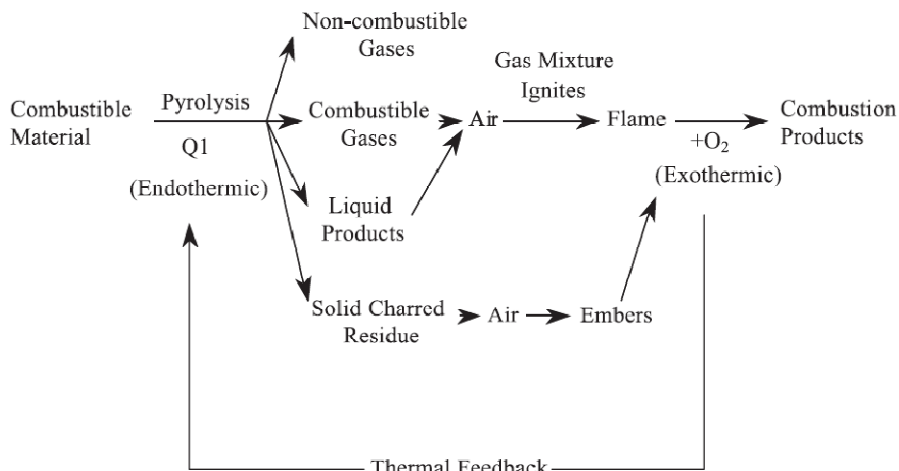 Non-combustible
Gases
Gas Mixture
Ignites
Combustible
Material
Pyrolysis
Q1
(Endothermic)
Combustible
Gases
Air
Flame
+O₂
(Exothermic)
Combustion
Products
Liquid
Products
Solid Charred
Residue
Air
Embers
Thermal Feedback